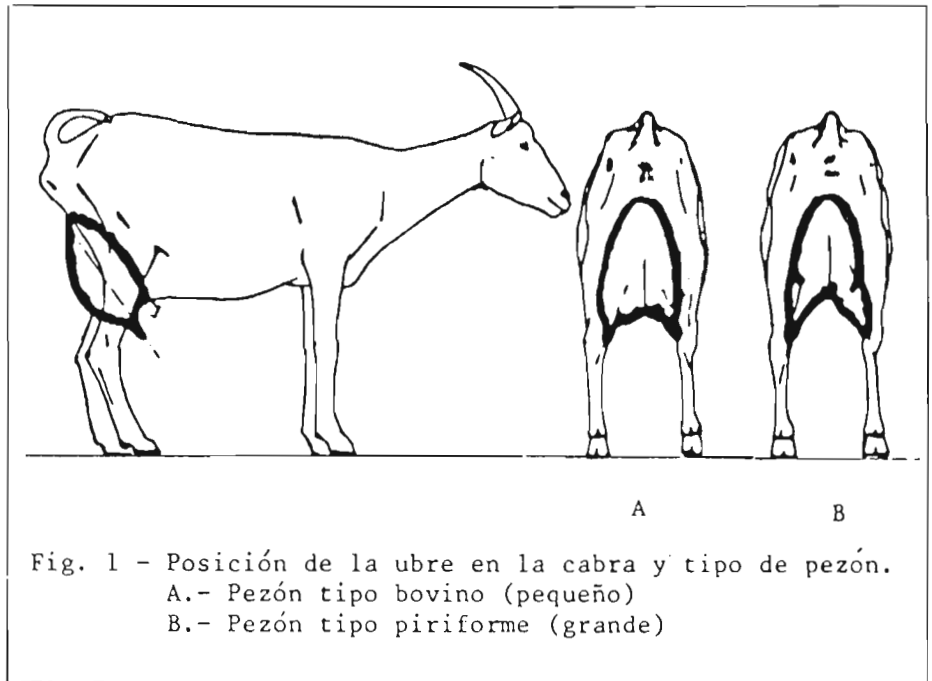 A B
Fig. 1 - Posición de la ubre en la cabra y tipo de pezón.
A.- Pezón tipo bovino (pequeño)
B.- Pezón tipo piriforme (grande)